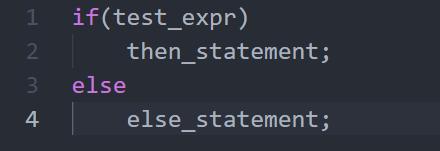 1 if(test_expr)
2     then_statement;
3 else
4     else_statement;